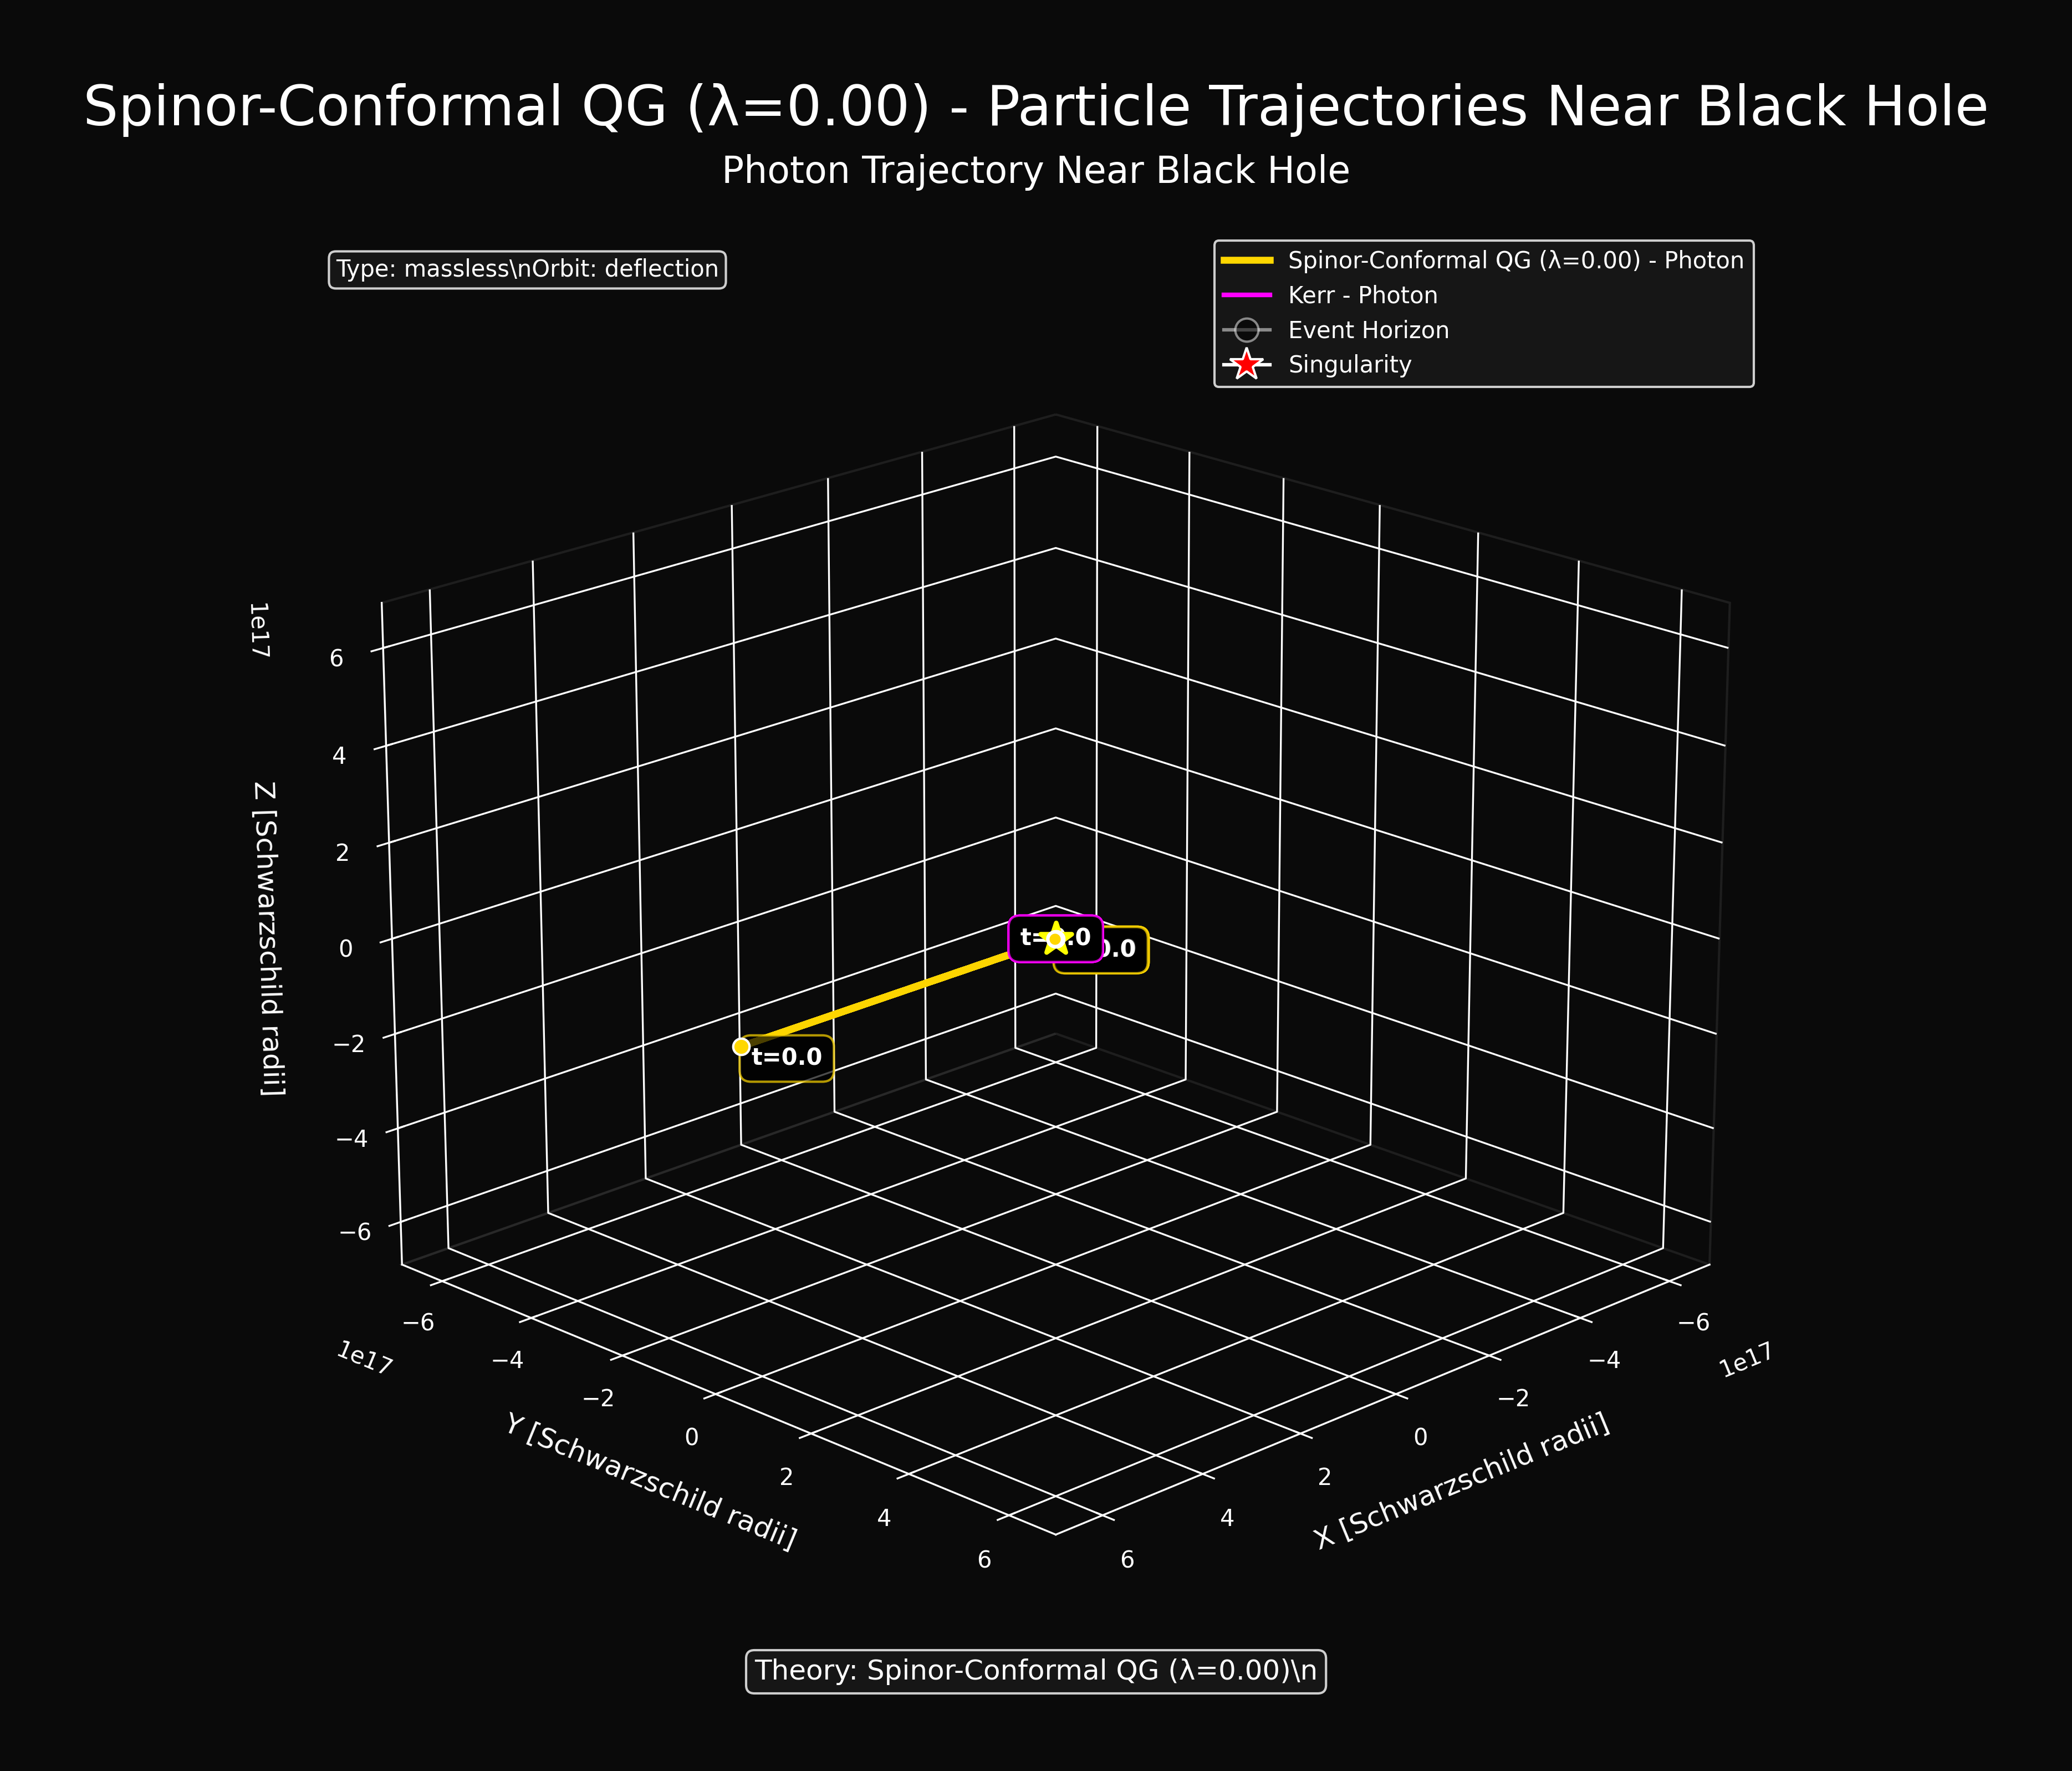 Spinor-Conformal QG (λ=0.00) - Particle Trajectories Near Black Hole
Photon Trajectory Near Black Hole
Type: massless\nOrbit: deflection
Spinor-Conformal QG (λ=0.00) - Photon
Kerr - Photon
Event Horizon
Singularity
1e17
6
4
2
0
−2
−4
−6
Z [Schwarzschild radii]
t=0.0
−6
−4
−2
0
2
4
6
1e17
Y [Schwarzschild radii]
6
4
2
0
−2
−4
−6
1e17
X [Schwarzschild radii]
Theory: Spinor-Conformal QG (λ=0.00)\n